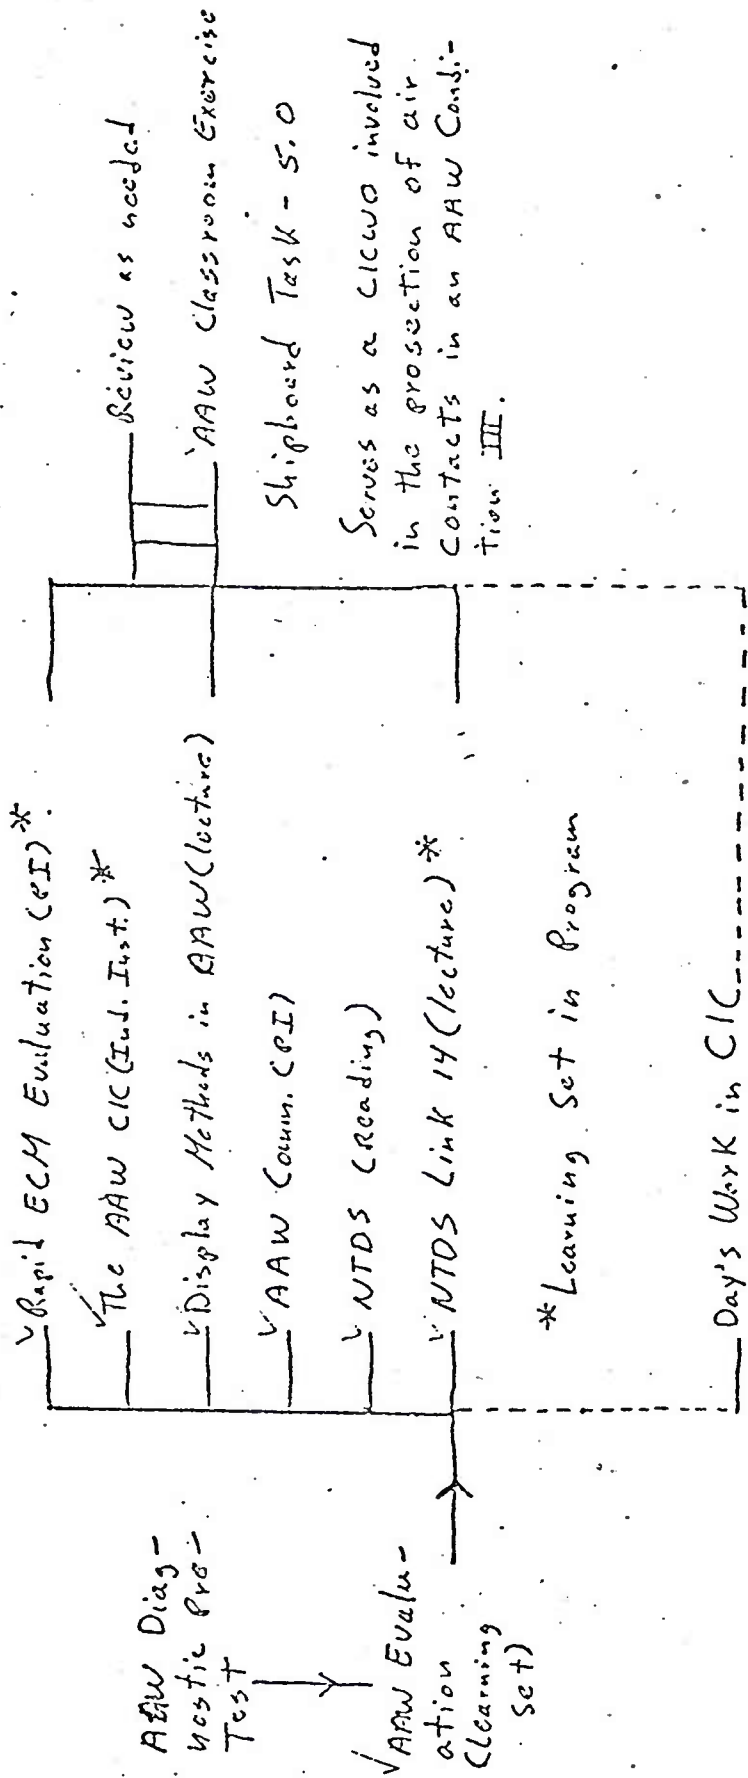 AAW Diag-
nostic Pre-
Test
√AAW Evalu-
ation
(learning
set)
√Rapid ECM Evaluation (PI)*
√The AAW CIC (Ind. Inst.)*
√Display Methods in AAW (lecture)
√AAW Comm. (PI)
√NTDS (Reading)
√NTDS Link 14 (lecture)*
*Learning Set in Program
Day's Work in CIC
Review as needed
√AAW Classroom Exercise
Shipboard Task - 5.0
Serves as a CICWO involved
in the prosection of air
Contacts in an AAW Condi-
tion III.